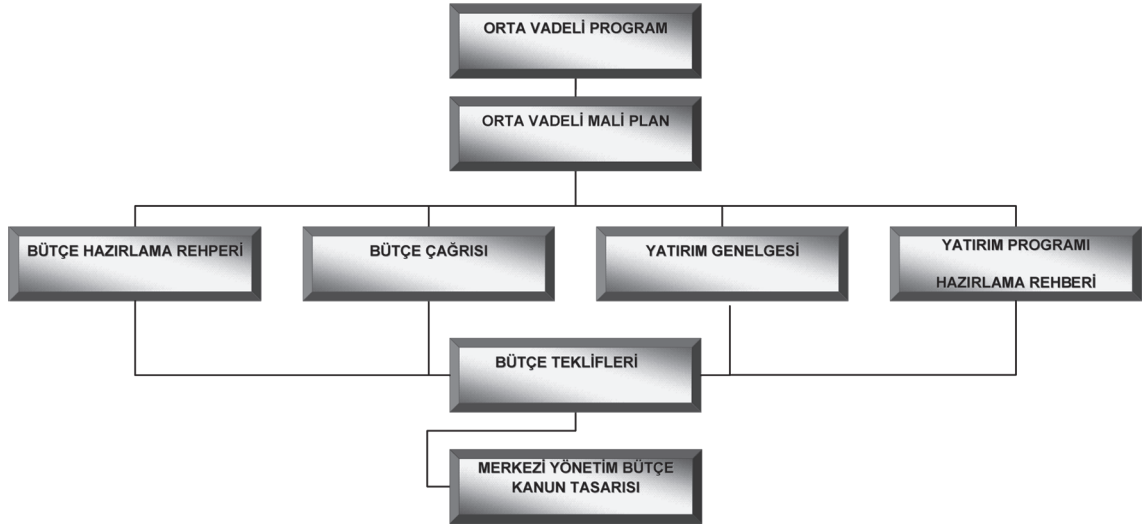 ORTA VADELİ PROGRAM
ORTA VADELİ MALİ PLAN
BÜTÇE HAZIRLAMA REHPERİ
BÜTÇE ÇAĞRISI
YATIRIM GENELGESİ
YATIRIM PROGRAMI
HAZIRLAMA REHBERİ
BÜTÇE TEKLİFLERİ
MERKEZİ YÖNETİM BÜTÇE
KANUN TASARISI